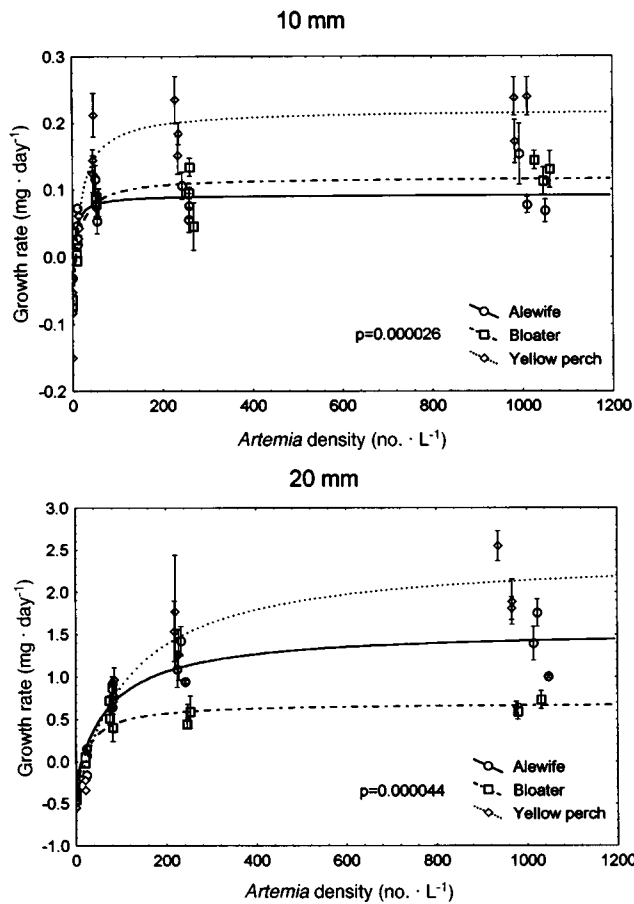 10 mm
0.3
0.2
0.1
0.0
-0.1
-0.2
Growth rate (mg · day⁻¹)
p=0.000026
Alewife
Bloater
Yellow perch
0 200 400 600 800 1000 1200
Artemia density (no. · L⁻¹)
20 mm
3.0
2.5
2.0
1.5
1.0
0.5
0.0
-0.5
-1.0
Growth rate (mg · day⁻¹)
p=0.000044
Alewife
Bloater
Yellow perch
0 200 400 600 800 1000 1200
Artemia density (no. · L⁻¹)